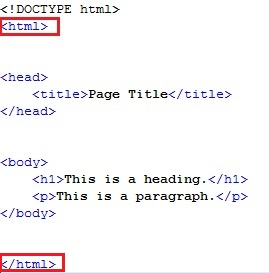 <!DOCTYPE html>
<html>
<head>
    <title>Page Title</title>
</head>
<body>
    <h1>This is a heading.</h1>
    <p>This is a paragraph.</p>
</body>
</html>